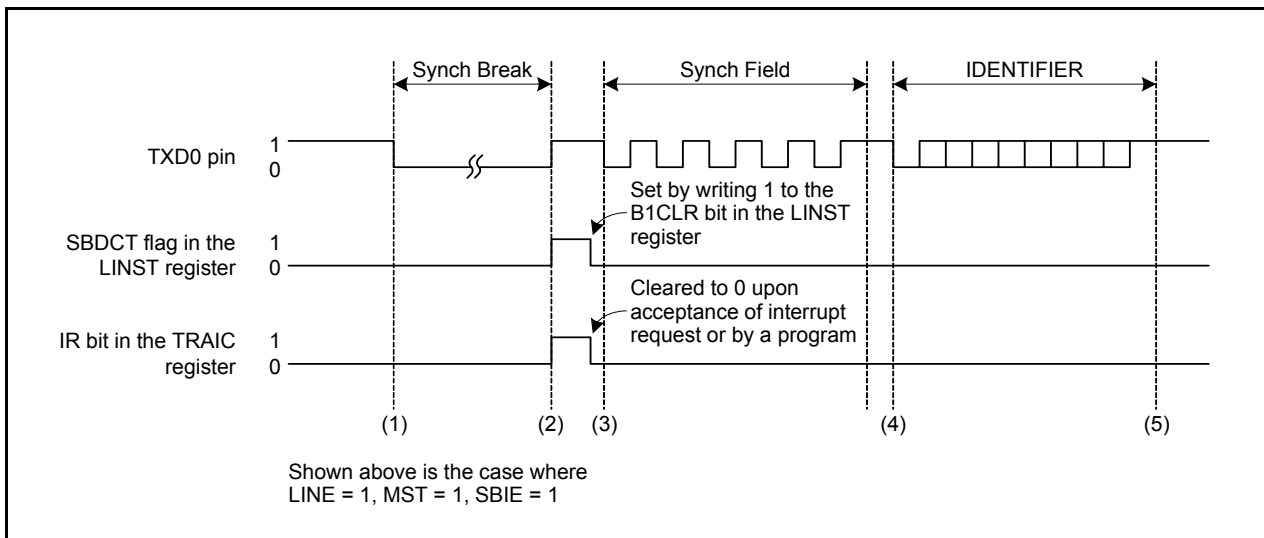 Synch Break
Synch Field
IDENTIFIER
TXD0 pin
1
0
Set by writing 1 to the
B1CLR bit in the LINST
register
SBDCT flag in the
LINST register
1
0
Cleared to 0 upon
acceptance of interrupt
request or by a program
IR bit in the TRAIC
register
1
0
(1)
(2)
(3)
(4)
(5)
Shown above is the case where
LINE = 1, MST = 1, SBIE = 1